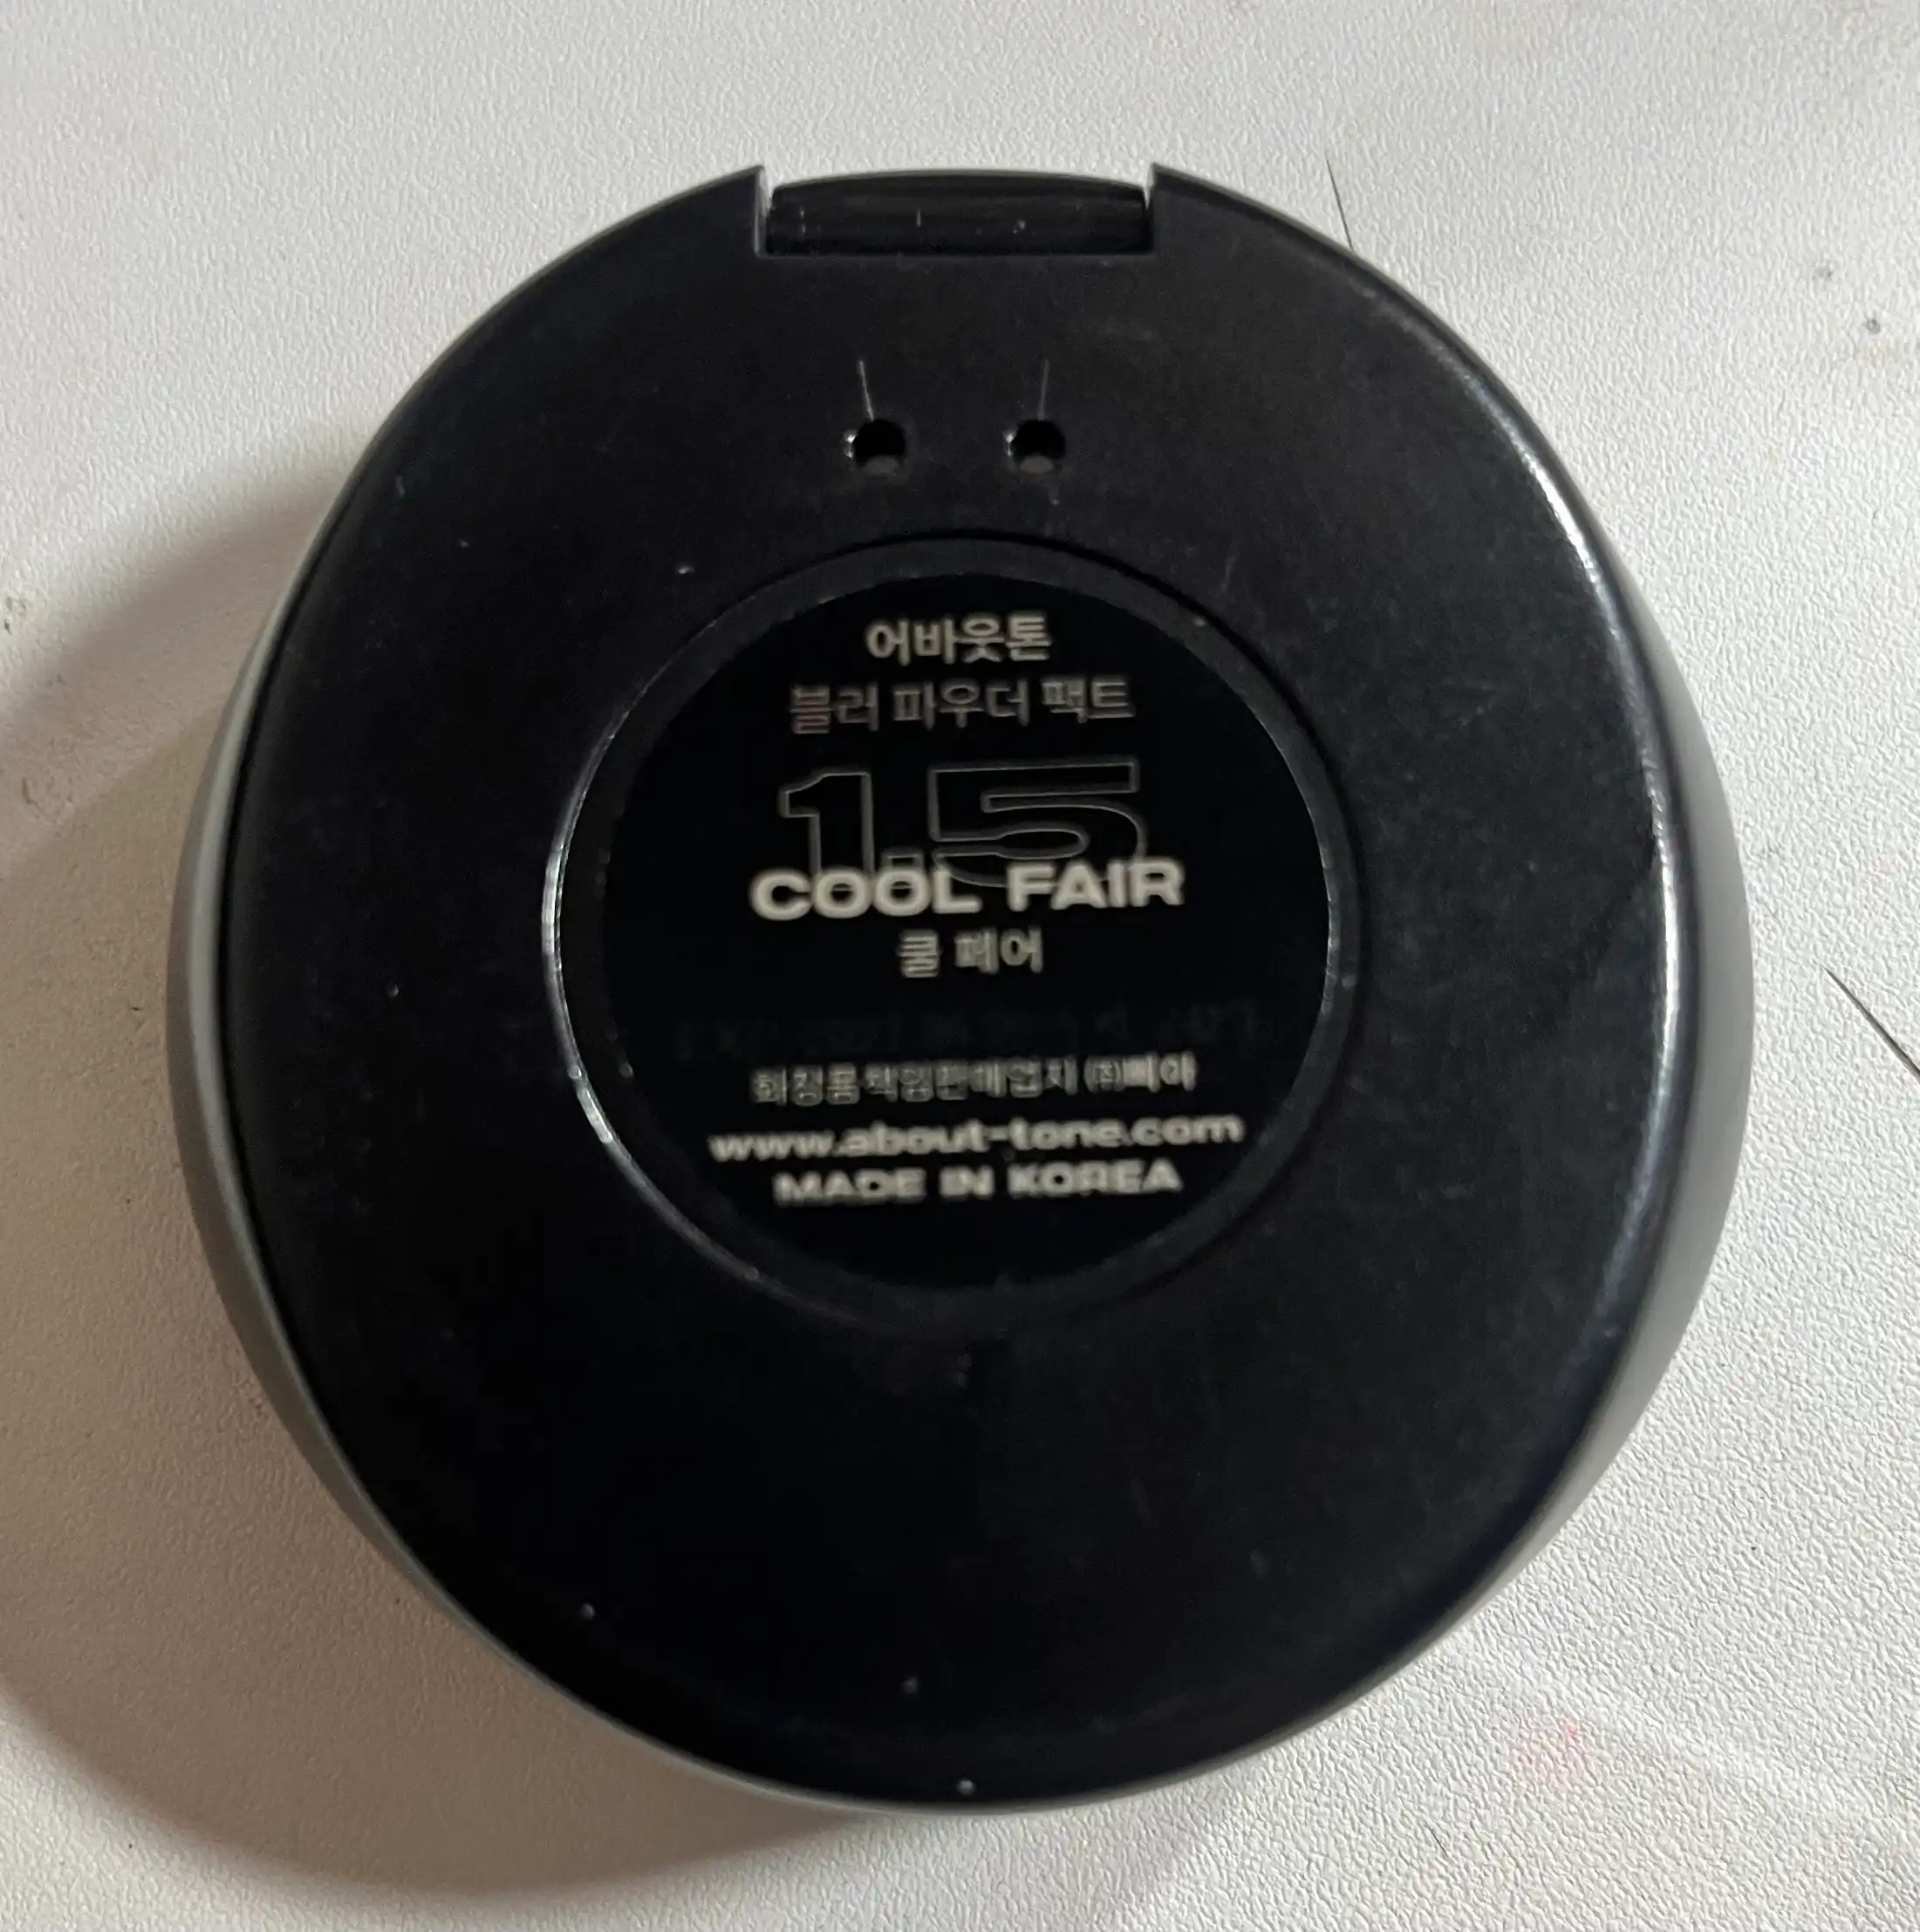 어바웃톤
블러 파우더 팩트
1.5
COOL FAIR
쿨 페어
화장품책임판매업자 ㈜삐아
www.about-tone.com
MADE IN KOREA